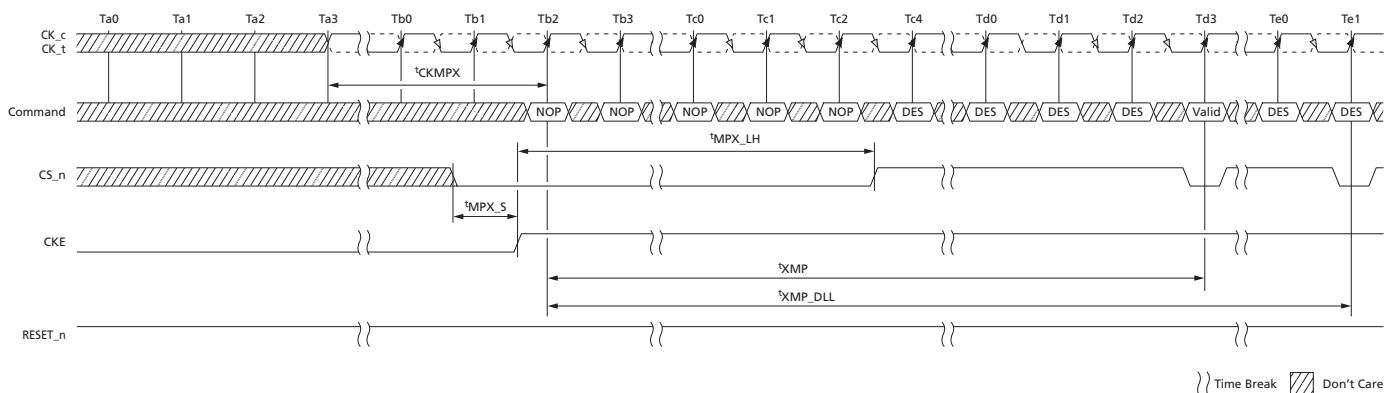 Ta0 Ta1 Ta2 Ta3 Tb0 Tb1 Tb2 Tb3 Tc0 Tc1 Tc2 Tc4 Td0 Td1 Td2 Td3 Te0 Te1
CK_c
CK_t
tCKMPX
Command NOP NOP NOP NOP NOP DES DES DES DES Valid DES DES
tMPX_LH
CS_n
tMPX_S
CKE
tXMP
tXMP_DLL
RESET_n
Time Break Don't Care